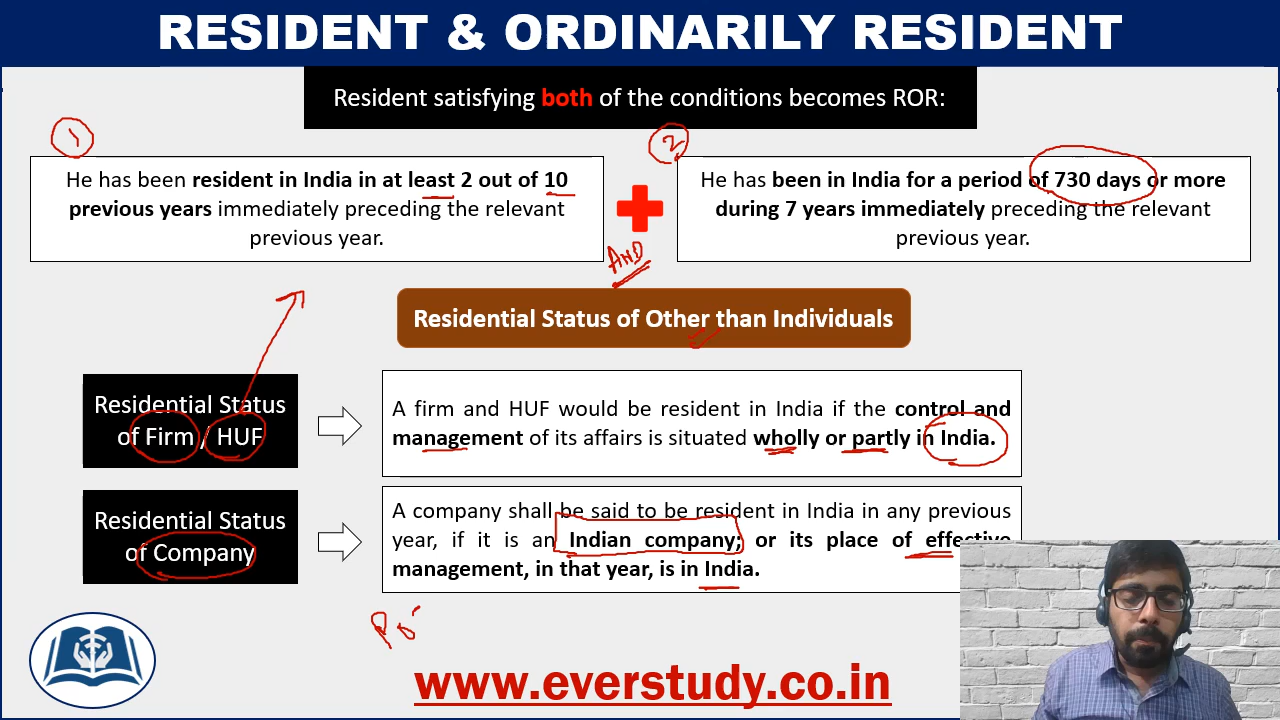 RESIDENT & ORDINARILY RESIDENT
Resident satisfying both of the conditions becomes ROR:
1
2
He has been resident in India in at least 2 out of 10
previous years immediately preceding the relevant
previous year.
He has been in India for a period of 730 days or more
during 7 years immediately preceding the relevant
previous year.
AND
Residential Status of Other than Individuals
Residential Status
of Firm / HUF
A firm and HUF would be resident in India if the control and
management of its affairs is situated wholly or partly in India.
Residential Status
of Company
A company shall be said to be resident in India in any previous
year, if it is an Indian company; or its place of effective
management, in that year, is in India.
www.everstudy.co.in